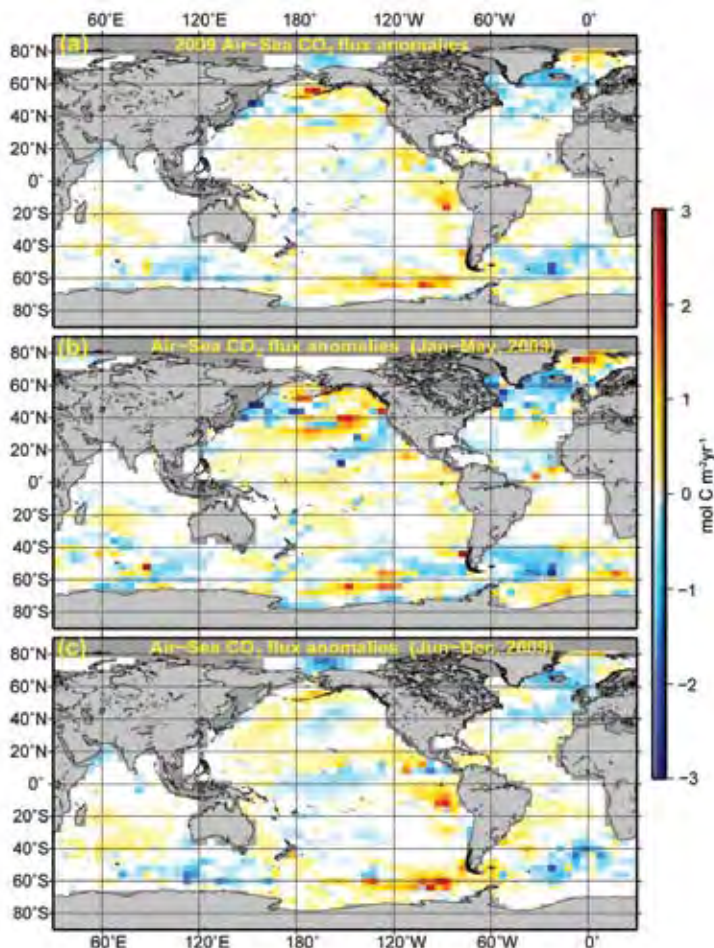 120°E 180° 120°W 60°W 0°
(a) 2009 Air-Sea CO₂ flux anomalies
80°N
60°N
40°N
20°N
0°
20°S
40°S
60°S
80°S
(b) Air-Sea CO₂ flux anomalies (Jan-May, 2009)
80°N
60°N
40°N
20°N
0°
20°S
40°S
60°S
80°S
(c) Air-Sea CO₂ flux anomalies (Jun-Dec, 2009)
80°N
60°N
40°N
20°N
0°
20°S
40°S
60°S
80°S
60°E 120°E 180° 120°W 60°W 0°
3
2
1
0
−1
−2
−3
mol C m⁻²yr⁻¹